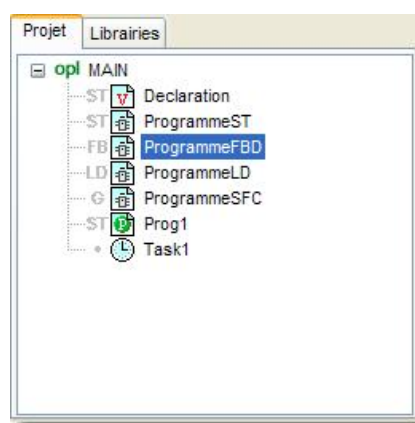 Projet Librairies
opl MAIN
ST V Declaration
ST ProgrammeST
FB ProgrammeFBD
LD ProgrammeLD
G ProgrammeSFC
ST P Prog1
Task1